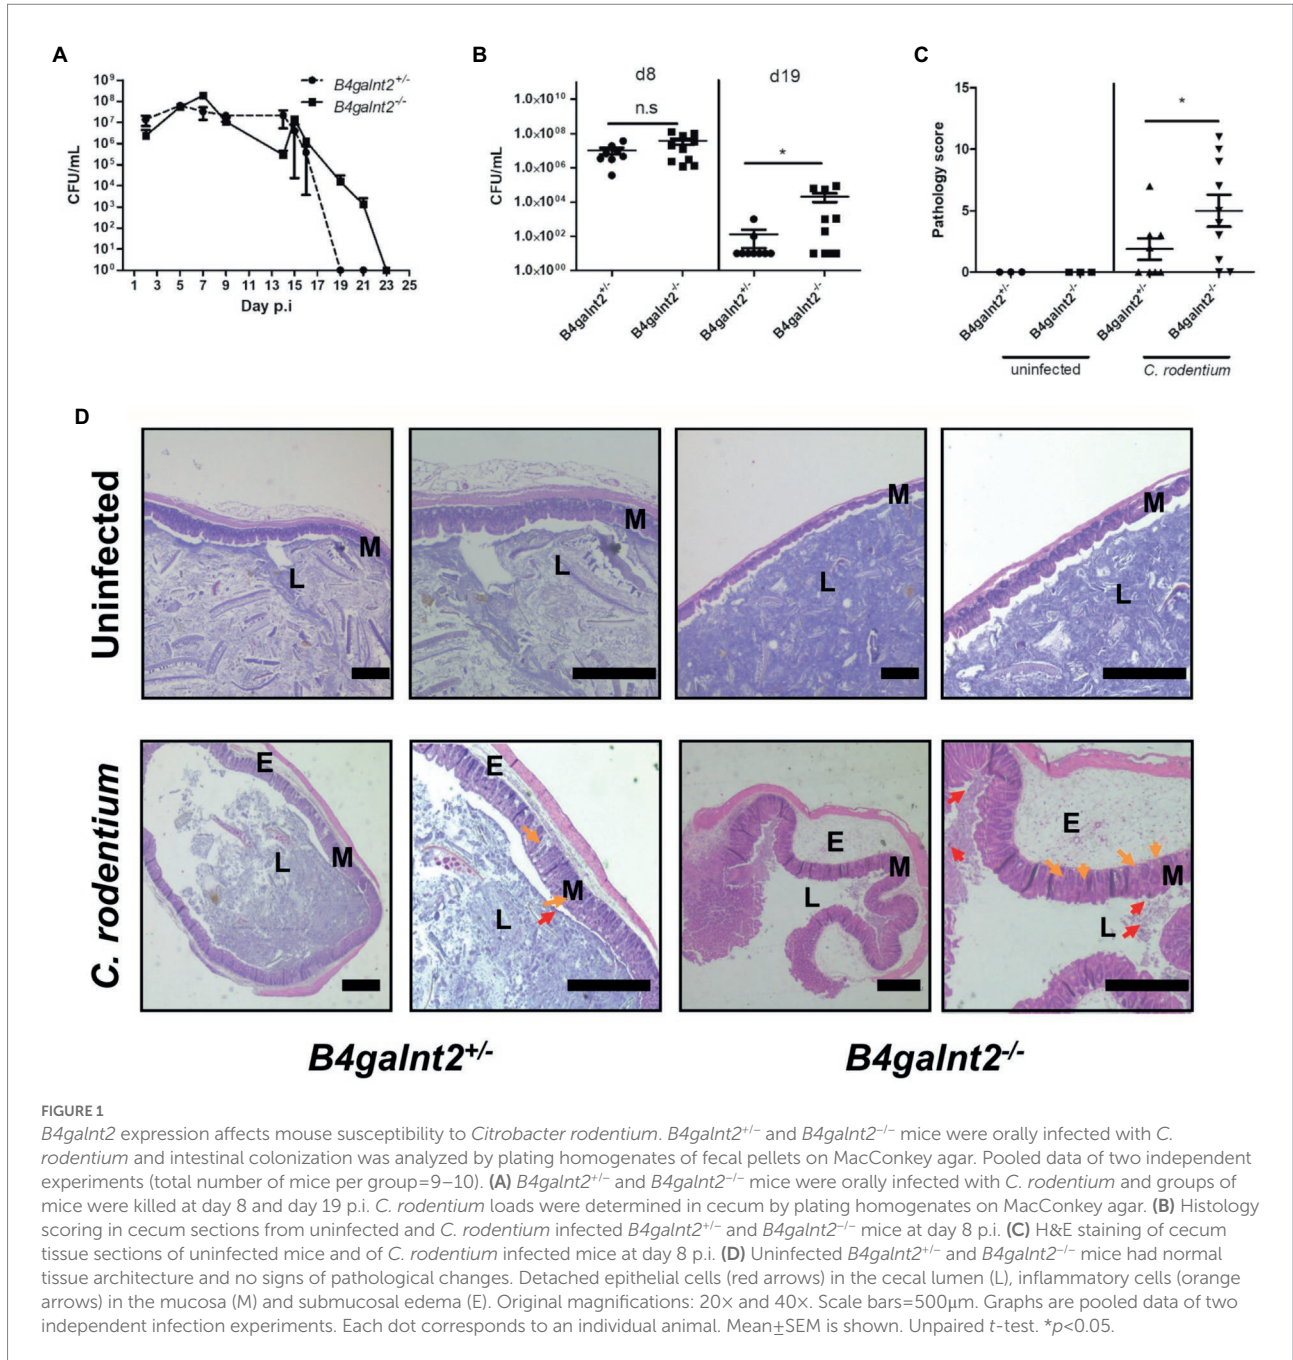 A
10⁹
10⁸
10⁷
10⁶
10⁵
10⁴
10³
10²
10¹
10⁰
CFU/mL
B4galnt2+/-
B4galnt2-/-
1 3 5 7 9 11 13 15 17 19 21 23 25
Day p.i
B
d8
d19
n.s
*
1.0×10¹⁰
1.0×10⁰⁸
1.0×10⁰⁶
1.0×10⁰⁴
1.0×10⁰²
1.0×10⁰⁰
CFU/mL
B4galnt2+/-
B4galnt2-/-
B4galnt2+/-
B4galnt2-/-
C
*
15
10
5
0
Pathology score
B4galnt2+/-
B4galnt2-/-
B4galnt2+/-
B4galnt2-/-
uninfected
C. rodentium
D
Uninfected
M
L
M
L
M
L
M
L
C. rodentium
E
M
L
E
M
L
E
M
L
E
M
L
B4galnt2+/-
B4galnt2-/-
FIGURE 1
B4galnt2 expression affects mouse susceptibility to Citrobacter rodentium. B4galnt2+/− and B4galnt2−/− mice were orally infected with C.
rodentium and intestinal colonization was analyzed by plating homogenates of fecal pellets on MacConkey agar. Pooled data of two independent
experiments (total number of mice per group=9–10). (A) B4galnt2+/− and B4galnt2−/− mice were orally infected with C. rodentium and groups of
mice were killed at day 8 and day 19 p.i. C. rodentium loads were determined in cecum by plating homogenates on MacConkey agar. (B) Histology
scoring in cecum sections from uninfected and C. rodentium infected B4galnt2+/− and B4galnt2−/− mice at day 8 p.i. (C) H&E staining of cecum
tissue sections of uninfected mice and of C. rodentium infected mice at day 8 p.i. (D) Uninfected B4galnt2+/− and B4galnt2−/− mice had normal
tissue architecture and no signs of pathological changes. Detached epithelial cells (red arrows) in the cecal lumen (L), inflammatory cells (orange
arrows) in the mucosa (M) and submucosal edema (E). Original magnifications: 20× and 40×. Scale bars=500μm. Graphs are pooled data of two
independent infection experiments. Each dot corresponds to an individual animal. Mean±SEM is shown. Unpaired t-test. *p<0.05.